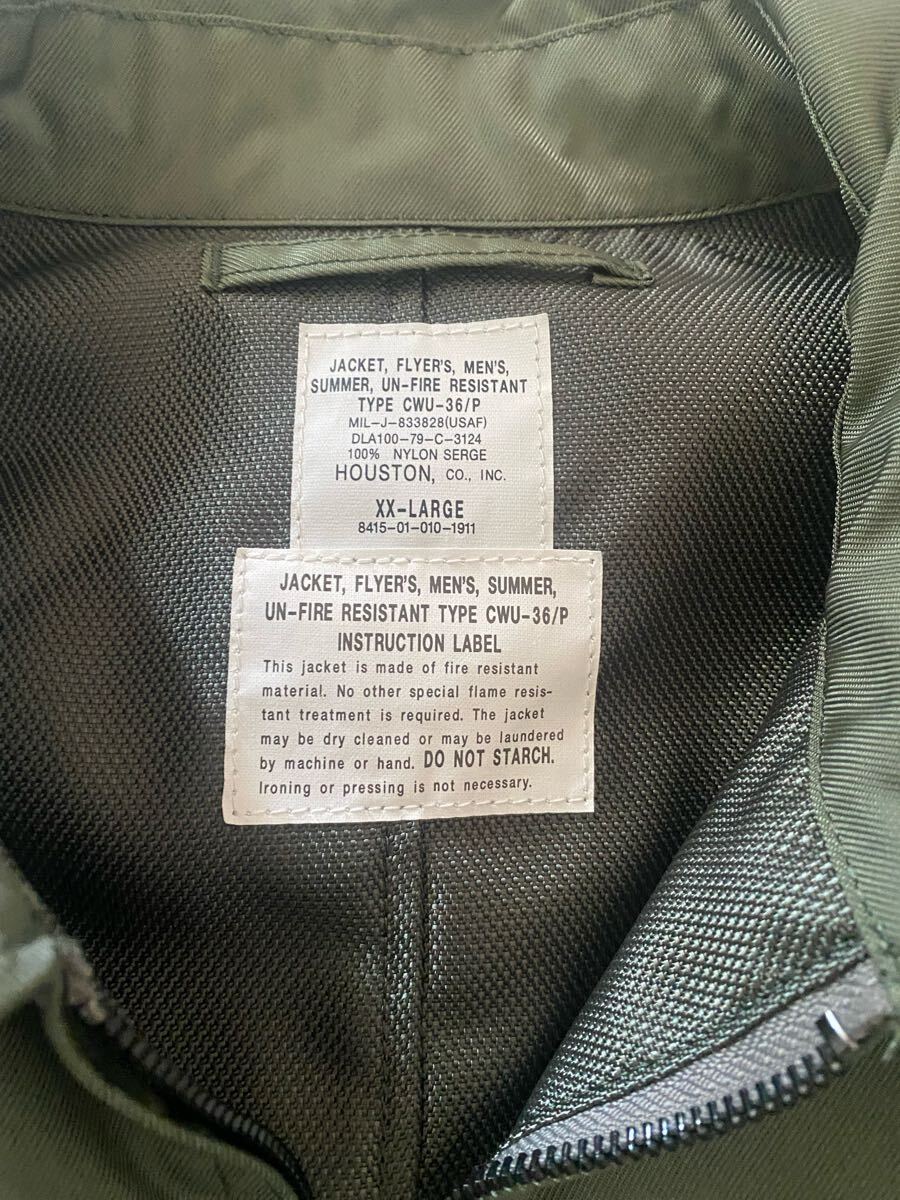 JACKET, FLYER'S, MEN'S,
SUMMER, UN-FIRE RESISTANT
TYPE CWU-36/P
MIL-J-833828(USAF)
DLA100-79-C-3124
100% NYLON SERGE
HOUSTON, CO., INC.
XX-LARGE
8415-01-010-1911
JACKET, FLYER'S, MEN'S, SUMMER,
UN-FIRE RESISTANT TYPE CWU-36/P
INSTRUCTION LABEL
This jacket is made of fire resistant
material. No other special flame resis-
tant treatment is required. The jacket
may be dry cleaned or may be laundered
by machine or hand. DO NOT STARCH.
Ironing or pressing is not necessary.